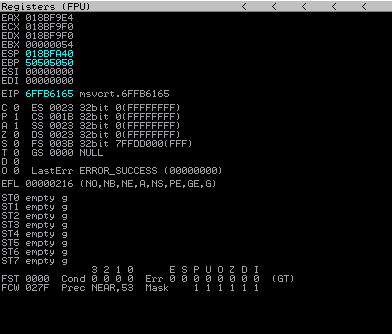 Registers (FPU) < < < < <
EAX 018BF9E4
ECX 018BF9F0
EDX 018BF9F0
EBX 00000054
ESP 018BFA40
EBP 50505050
ESI 00000000
EDI 00000000
EIP 6FFB6165 msvcrt.6FFB6165
C 0 ES 0023 32bit 0(FFFFFFFF)
P 1 CS 001B 32bit 0(FFFFFFFF)
A 1 SS 0023 32bit 0(FFFFFFFF)
Z 0 DS 0023 32bit 0(FFFFFFFF)
S 0 FS 003B 32bit 7FFDD000(FFF)
T 0 GS 0000 NULL
D 0
O 0 LastErr ERROR_SUCCESS (00000000)
EFL 00000216 (NO,NB,NE,A,NS,PE,GE,G)
ST0 empty g
ST1 empty g
ST2 empty g
ST3 empty g
ST4 empty g
ST5 empty g
ST6 empty g
ST7 empty g
3 2 1 0 E S P U O Z D I
FST 0000 Cond 0 0 0 0 Err 0 0 0 0 0 0 0 0 (GT)
FCW 027F Prec NEAR,53 Mask 1 1 1 1 1 1